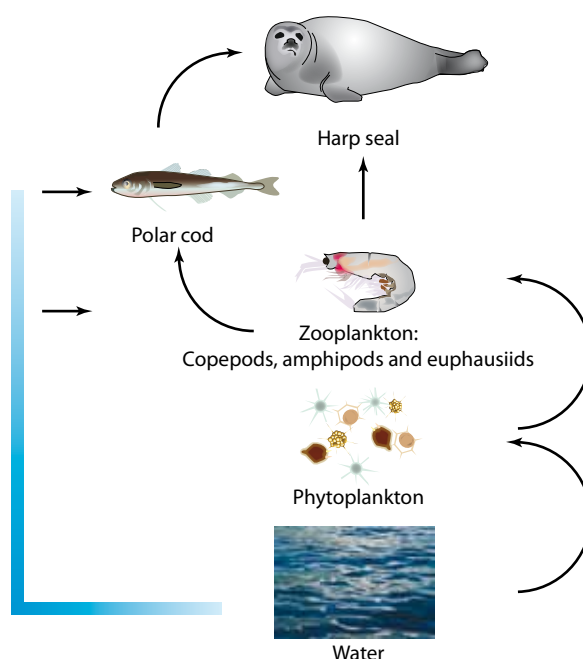 Harp seal
Polar cod
Zooplankton:
Copepods, amphipods and euphausiids
Phytoplankton
Water